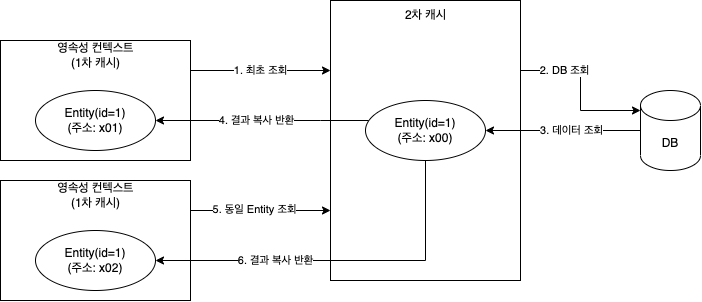 영속성 컨텍스트
(1차 캐시)
Entity(id=1)
(주소: x01)
1. 최초 조회
4. 결과 복사 반환
2차 캐시
Entity(id=1)
(주소: x00)
2. DB 조회
3. 데이터 조회
DB
영속성 컨텍스트
(1차 캐시)
Entity(id=1)
(주소: x02)
5. 동일 Entity 조회
6. 결과 복사 반환